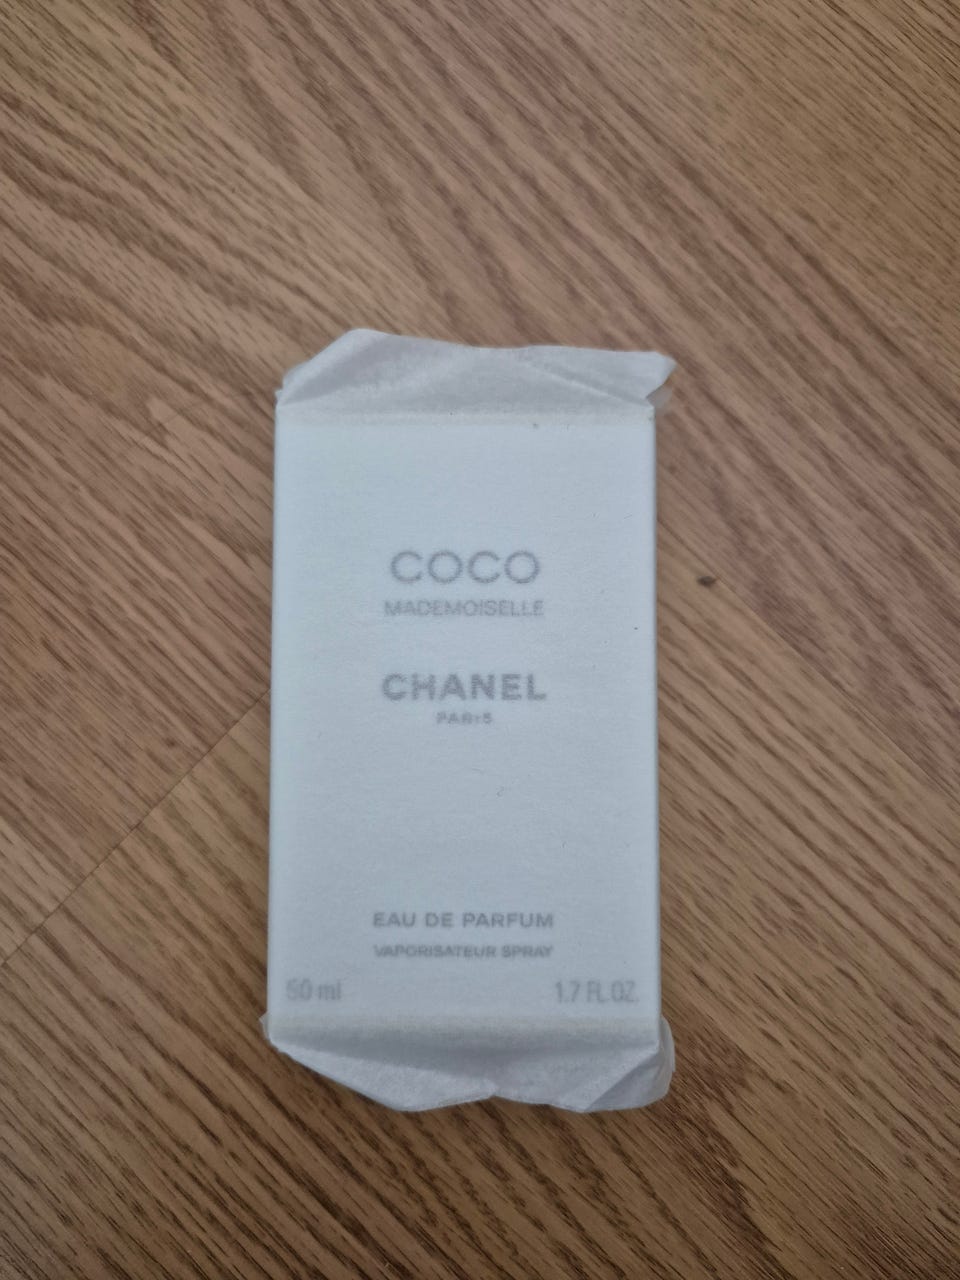 COCO
MADEMOISELLE
CHANEL
PARIS
EAU DE PARFUM
VAPORISATEUR SPRAY
50 ml 1.7 FL.OZ.